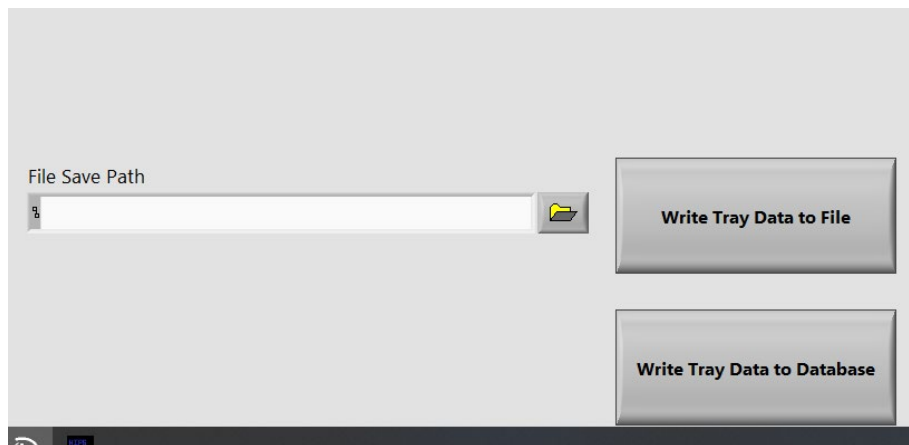 File Save Path
Write Tray Data to File
Write Tray Data to Database